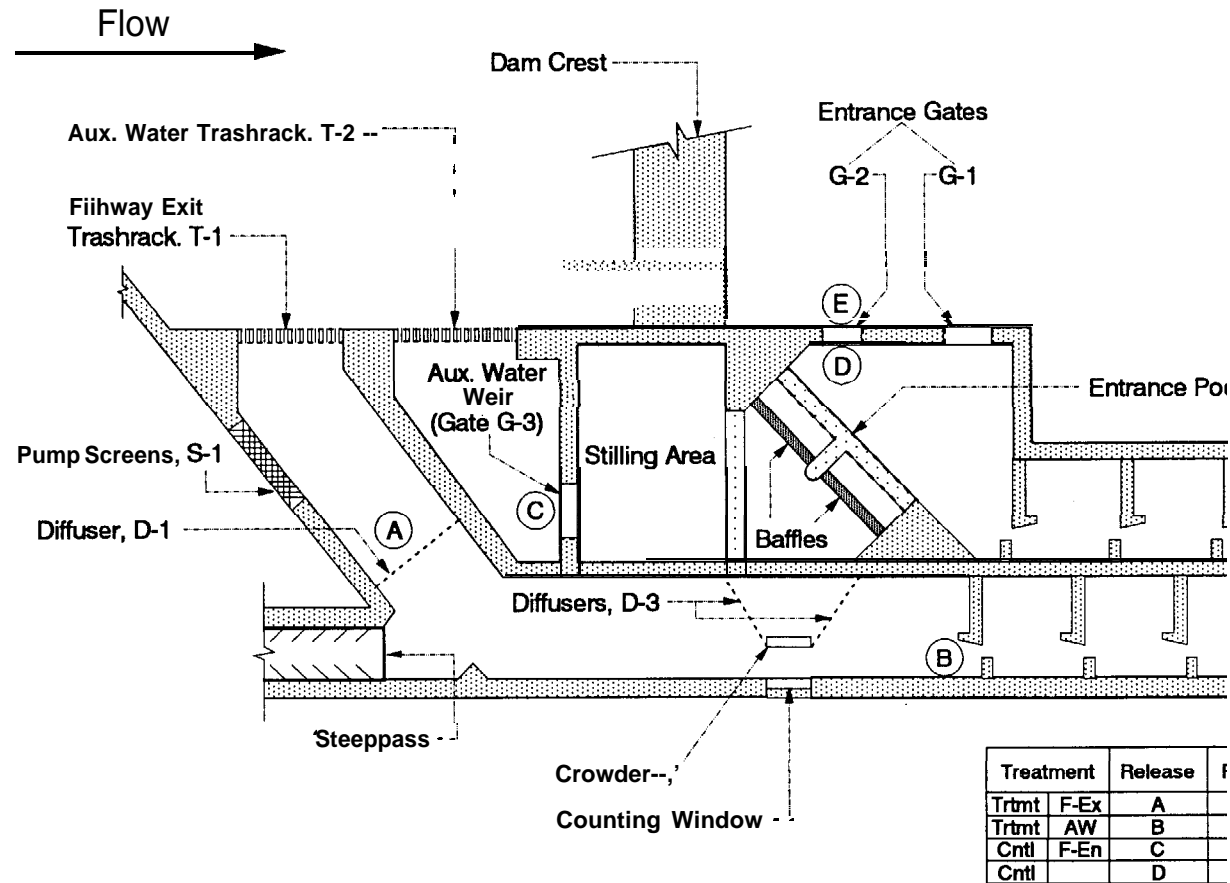 Flow
Dam Crest
Entrance Gates
Aux. Water Trashrack. T-2 --
G-2
G-1
Fiihway Exit
Trashrack. T-1
E
D
Aux. Water
Weir
(Gate G-3)
Entrance Poo
Pump Screens, S-1
Stilling Area
C
A
Diffuser, D-1
Baffles
Diffusers, D-3
B
'Steeppass
Crowder--,'
Counting Window
Treatment Release F
Trtmt F-Ex A
Trtmt AW B
Cntl F-En C
Cntl D